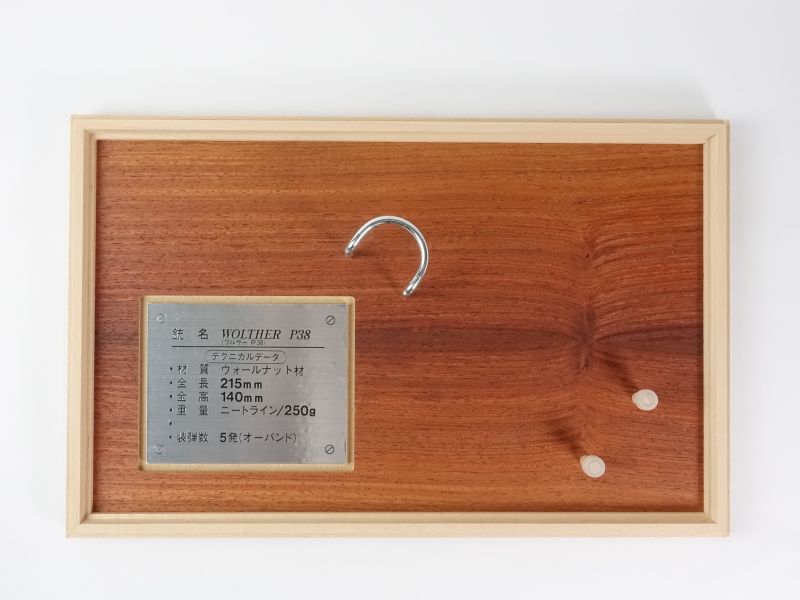 銃 名 WOLTHER P38
(ワルサー P38)
テクニカルデータ
・材 質 ウォールナット材
・全 長 215mm
・全 高 140mm
・重 量 ニートライン/250g
・
・装弾数 5発(オーバンド)